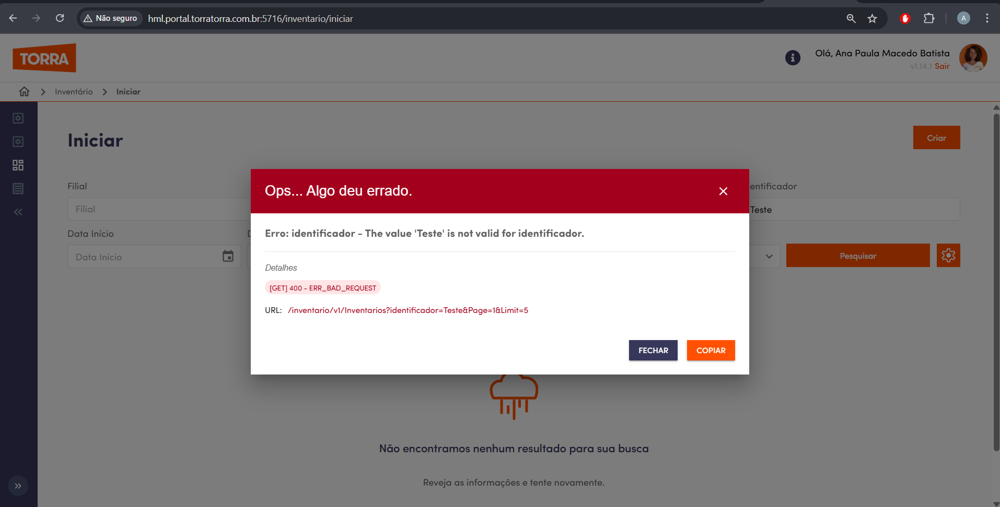 Não seguro
hml.portal.torratorra.com.br:5716/inventario/iniciar
A
TORRA
Olá, Ana Paula Macedo Batista
v1.14.1 Sair
Inventário
Iniciar
Iniciar
Criar
Filial
entificador
Filial
Teste
Data Início
Data Início
Pesquisar
Ops... Algo deu errado.
Erro: identificador - The value 'Teste' is not valid for identificador.
Detalhes
[GET] 400 - ERR_BAD_REQUEST
URL: /inventario/v1/Inventarios?identificador=Teste&Page=1&Limit=5
FECHAR
COPIAR
Não encontramos nenhum resultado para sua busca
Reveja as informações e tente novamente.